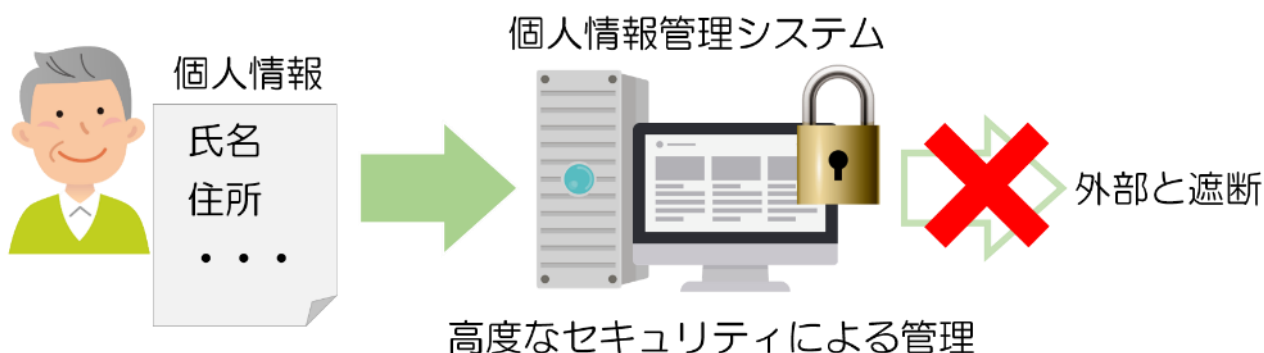 個人情報管理システム
個人情報
氏名
住所
・・・
外部と遮断
高度なセキュリティによる管理